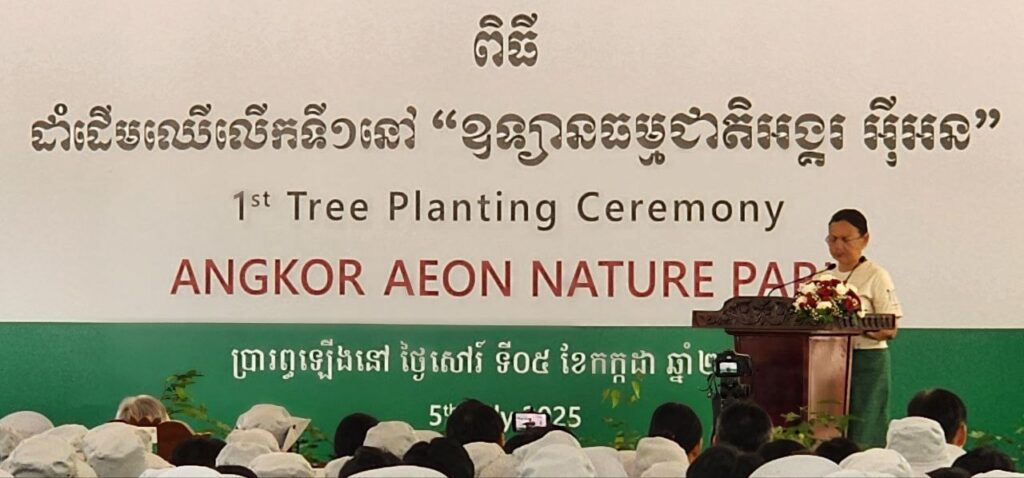 ពិធី
ដាំដើមឈើលើកទី១នៅ “ឧទ្យានធម្មជាតិអង្គរ អ៊ីអន”
1st Tree Planting Ceremony
ANGKOR AEON NATURE
ប្រារព្ធឡើងនៅ ថ្ងៃសៅរ៍ ទី០៥ ខែកក្កដា ឆ្នាំ
5th 2025